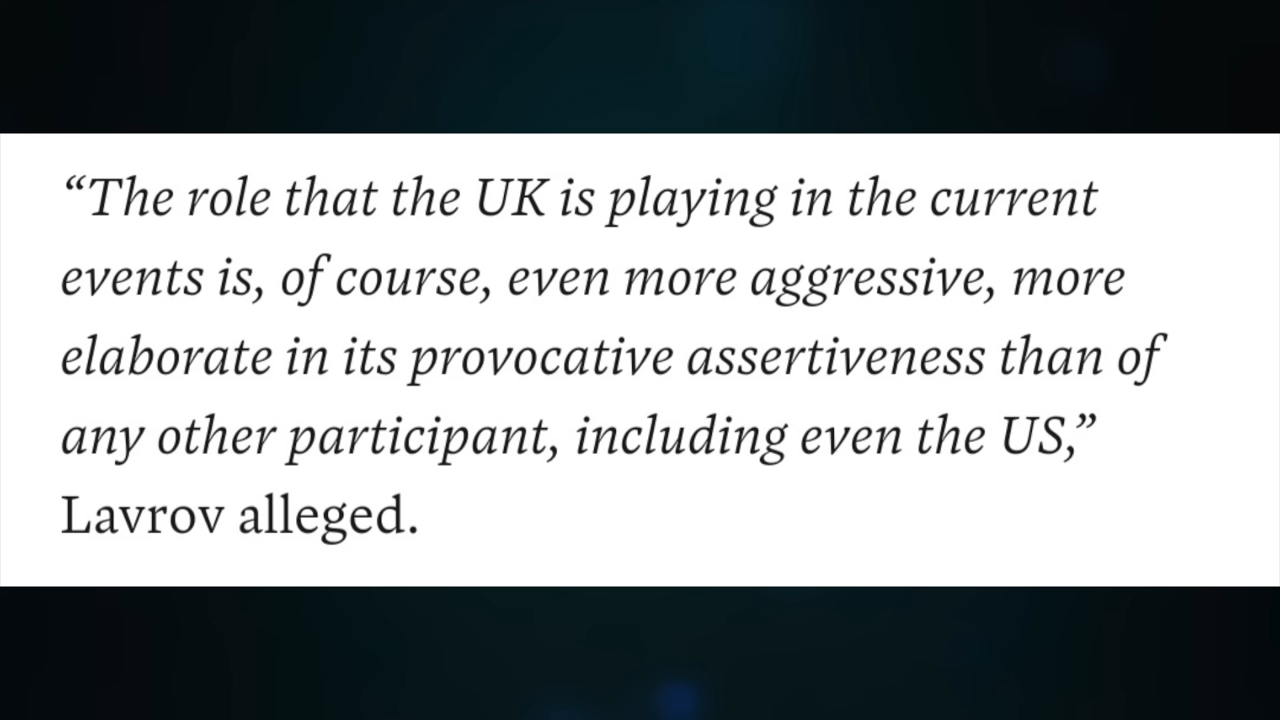 “The role that the UK is playing in the current
events is, of course, even more aggressive, more
elaborate in its provocative assertiveness than of
any other participant, including even the US,”
Lavrov alleged.